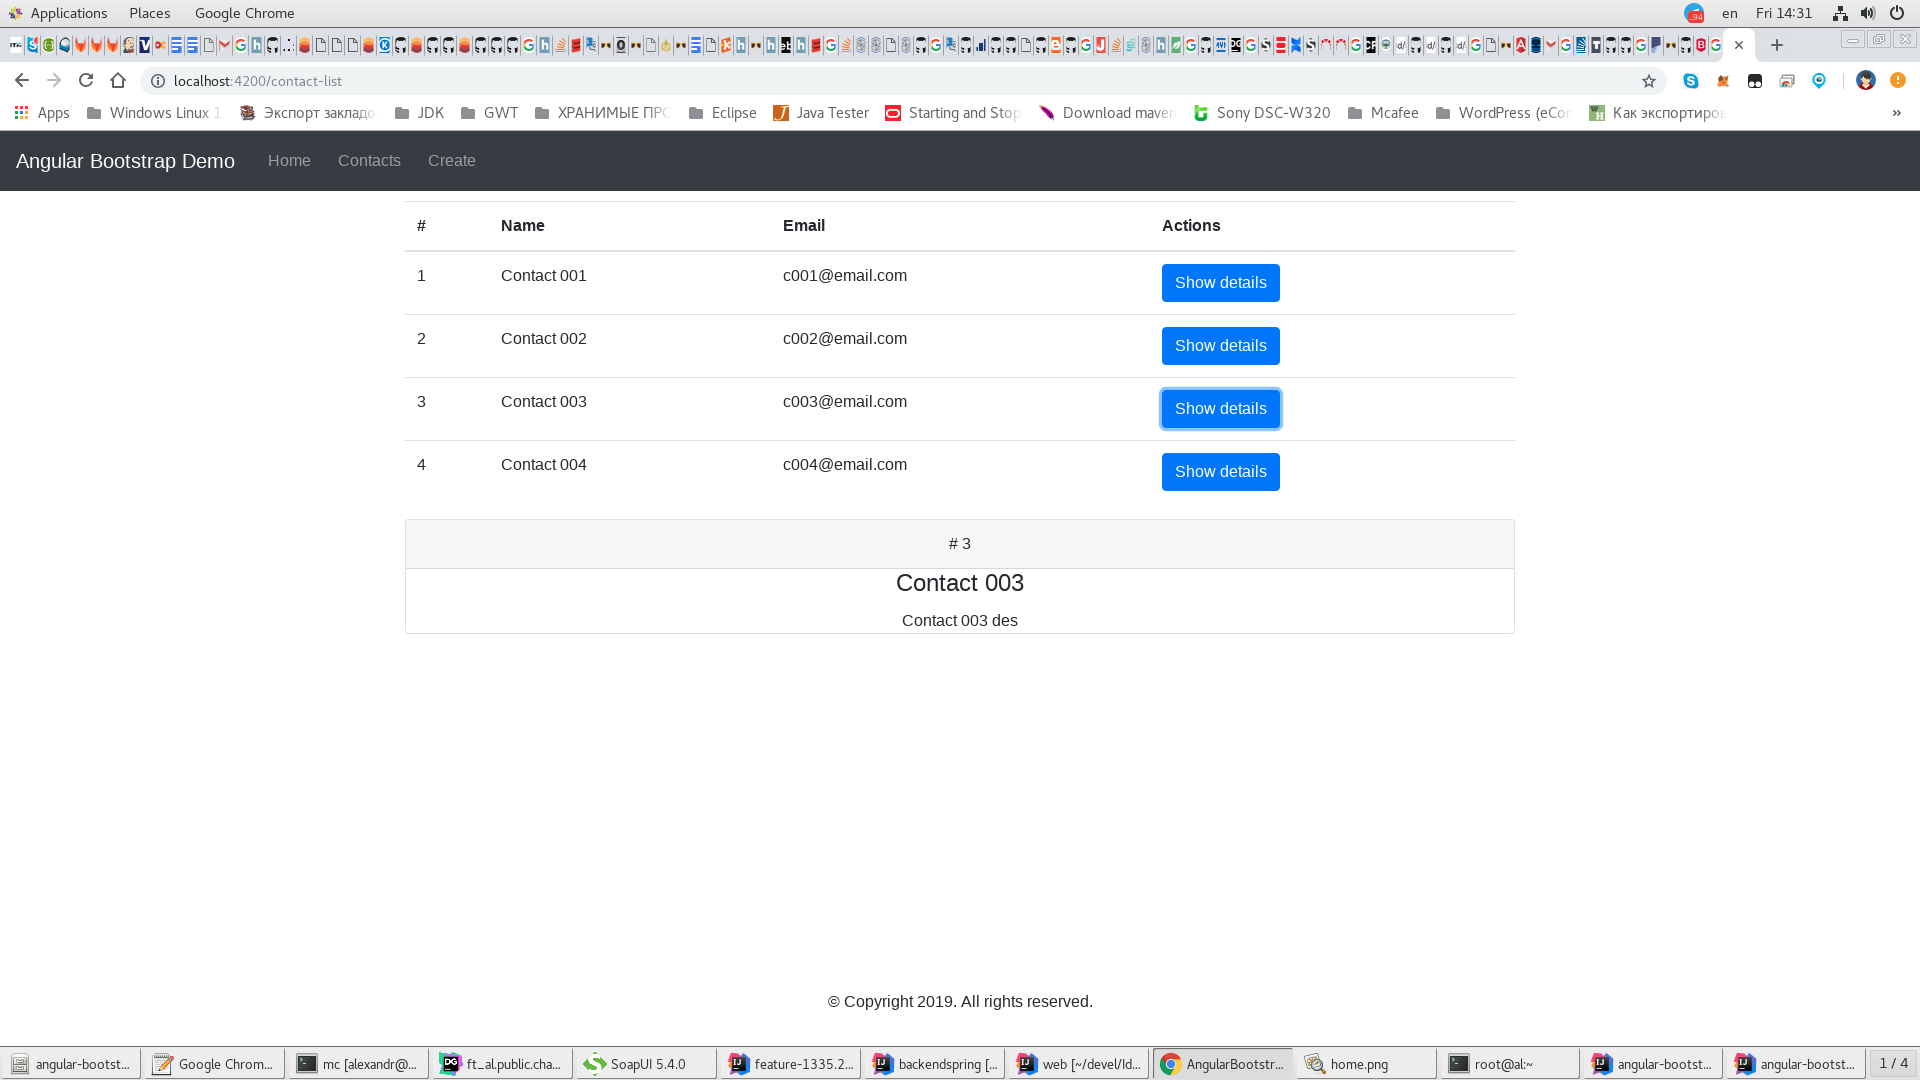 Applications Places Google Chrome
94 en Fri 14:31
localhost:4200/contact-list
Apps Windows Linux 1 Экспорт закладо JDK GWT ХРАНИМЫЕ ПРО Eclipse Java Tester Starting and Stop Download maven Sony DSC-W320 Mcafee WordPress (eCor Как экспортиров »
Angular Bootstrap Demo Home Contacts Create
# Name Email Actions
1 Contact 001 c001@email.com Show details
2 Contact 002 c002@email.com Show details
3 Contact 003 c003@email.com Show details
4 Contact 004 c004@email.com Show details
# 3
Contact 003
Contact 003 des
© Copyright 2019. All rights reserved.
angular-bootst... Google Chrom... mc [alexandr@... ft_al.public.cha... SoapUI 5.4.0 feature-1335.2... backendspring [... web [~/devel/Id... AngularBootstr... home.png root@al:~ angular-bootst... angular-bootst... 1 / 4